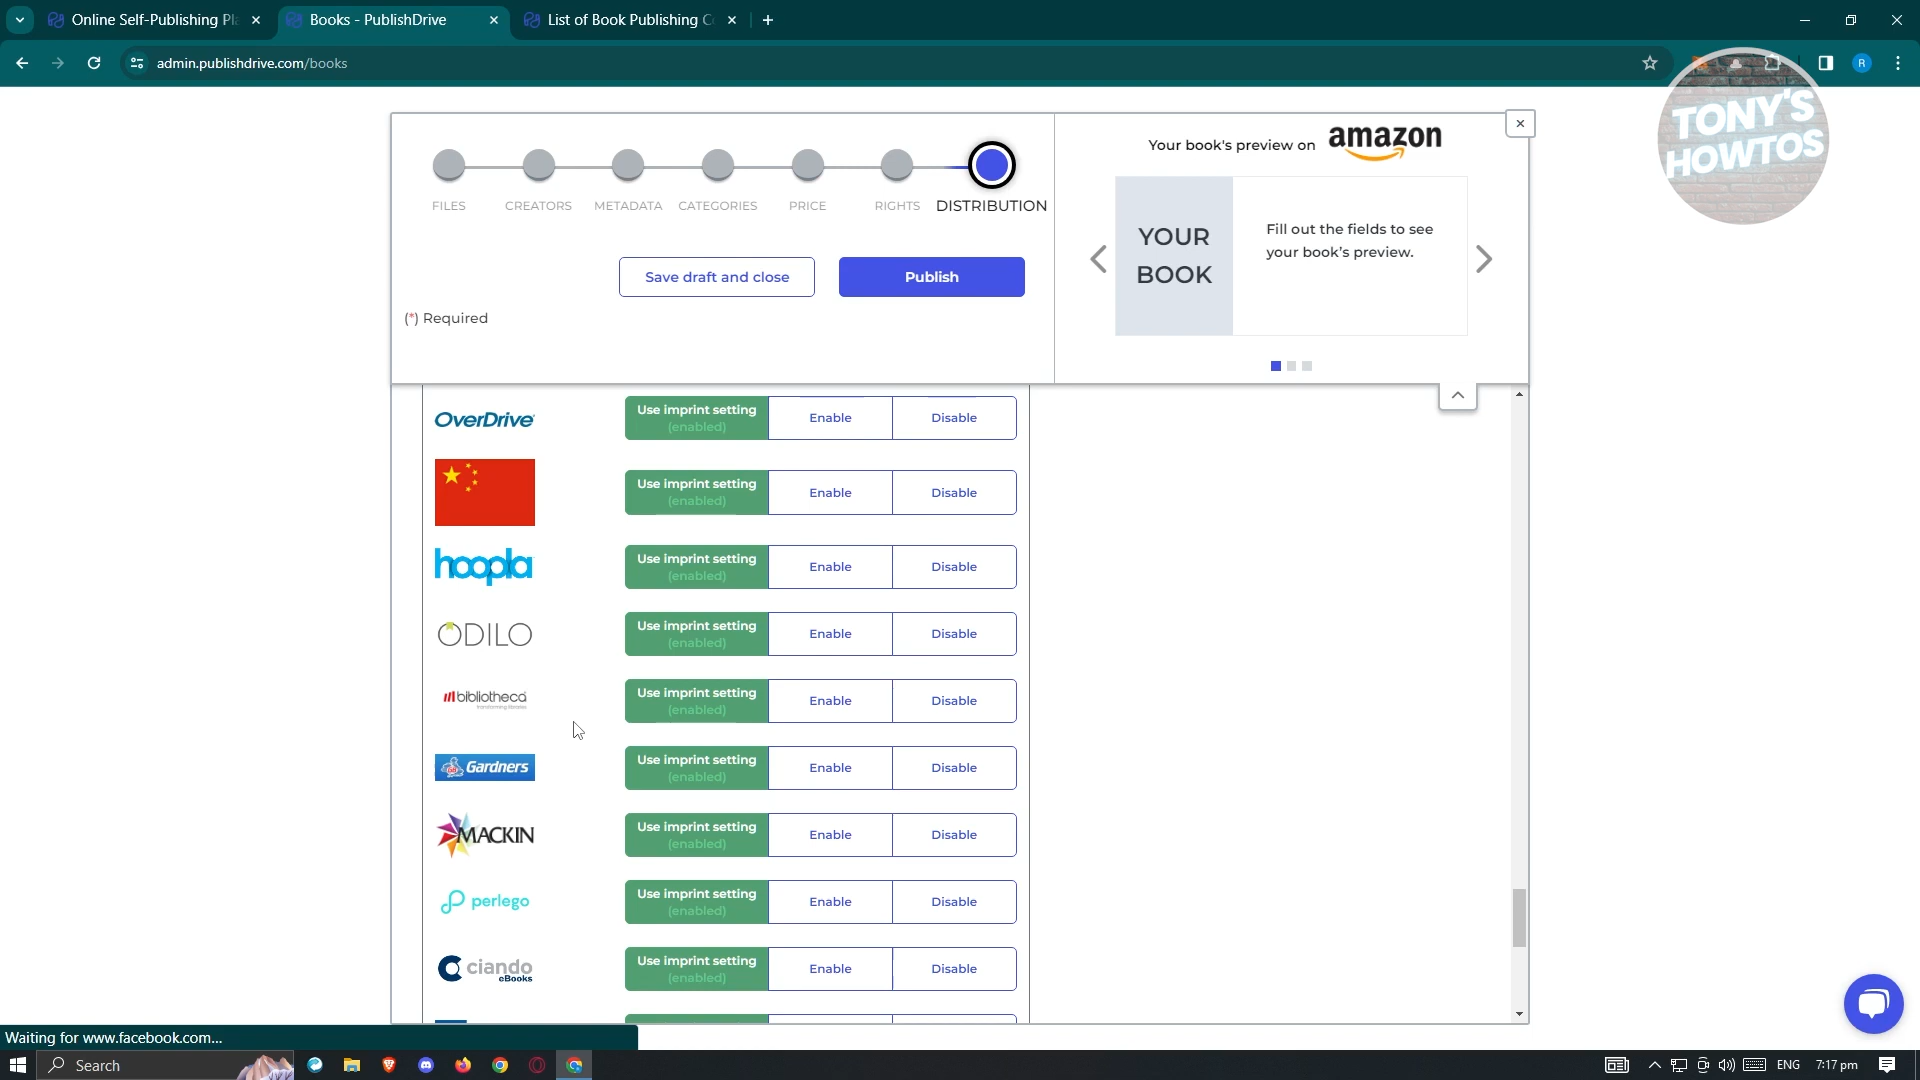 Online Self-Publishing Pla
Books - PublishDrive
List of Book Publishing Co
admin.publishdrive.com/books
R
TONY'S
HOWTOS
FILES
CREATORS
METADATA
CATEGORIES
PRICE
RIGHTS
DISTRIBUTION
Save draft and close
Publish
(*) Required
Your book's preview on
amazon
YOUR
BOOK
Fill out the fields to see
your book's preview.
OverDrive
Use imprint setting
(enabled)
Enable
Disable
Use imprint setting
(enabled)
Enable
Disable
hoopla
Use imprint setting
(enabled)
Enable
Disable
ODILO
Use imprint setting
(enabled)
Enable
Disable
bibliotheca
transforming libraries
Use imprint setting
(enabled)
Enable
Disable
Gardners
Use imprint setting
(enabled)
Enable
Disable
MACKIN
Use imprint setting
(enabled)
Enable
Disable
perlego
Use imprint setting
(enabled)
Enable
Disable
ciando
eBooks
Use imprint setting
(enabled)
Enable
Disable
Waiting for www.facebook.com...
Search
ENG
7:17 pm